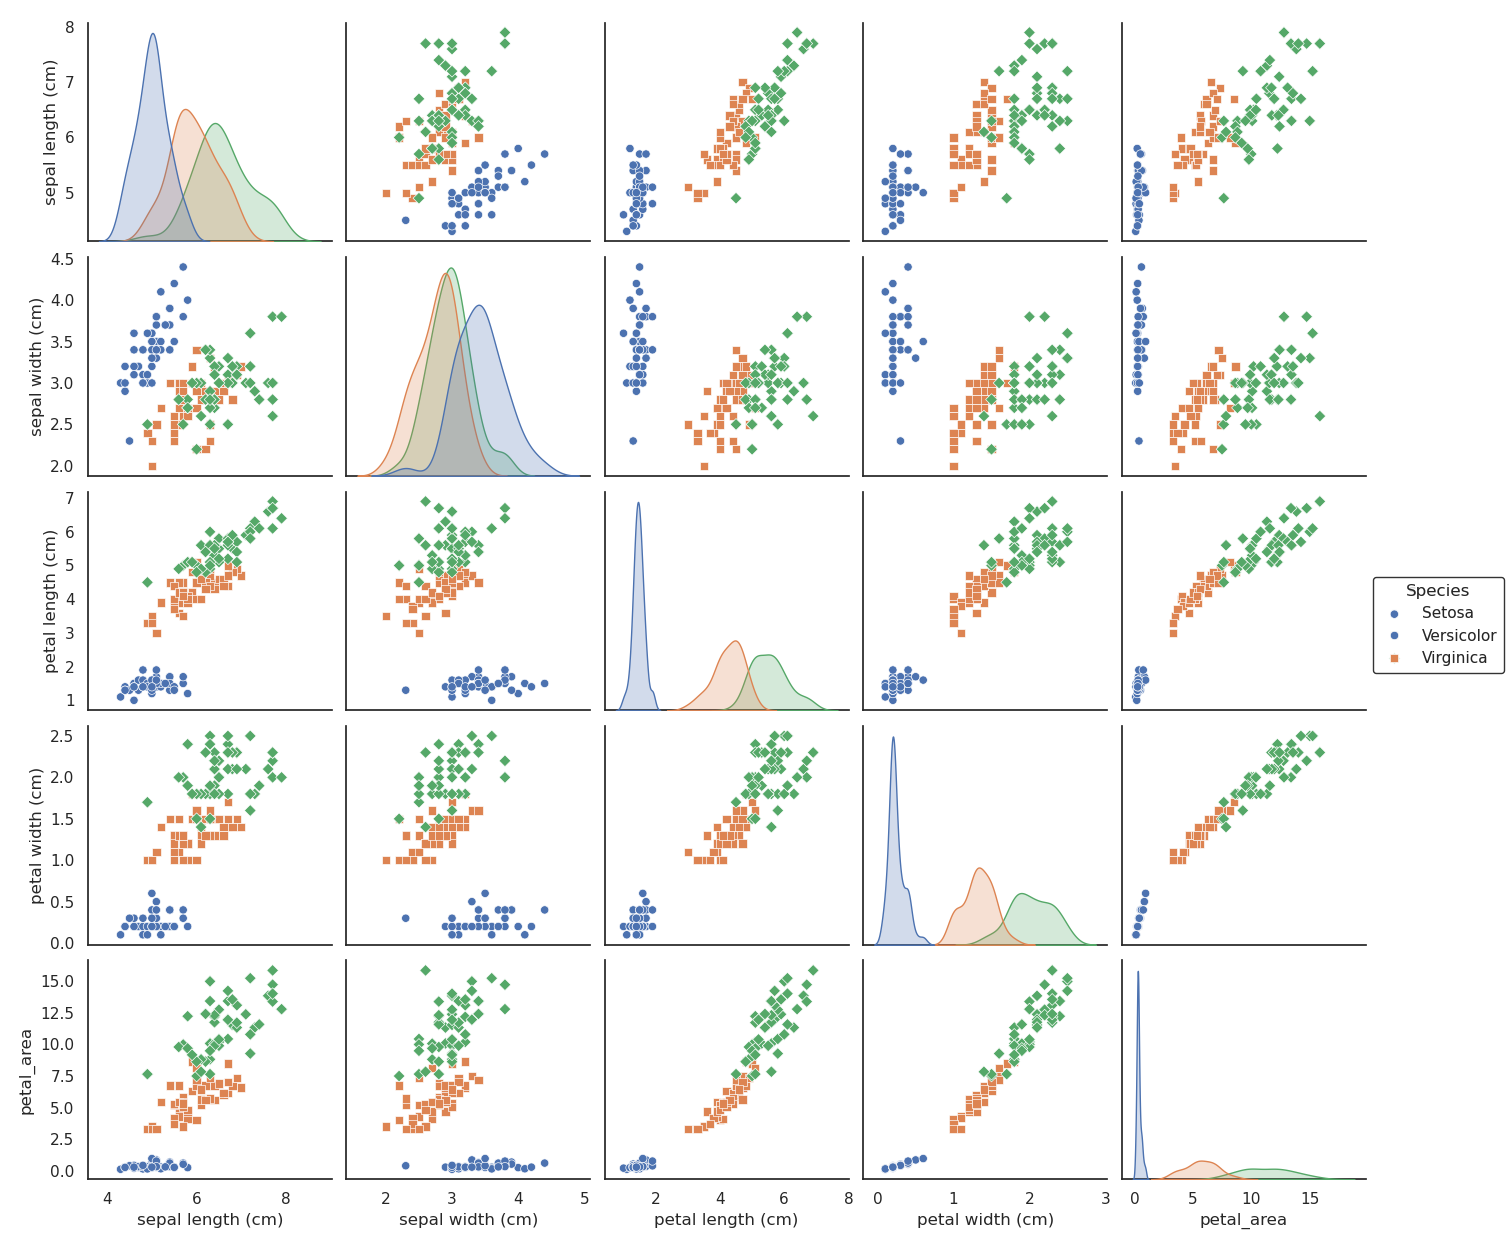 8
7
6
5
sepal length (cm)
4.5
4.0
3.5
3.0
2.5
2.0
sepal width (cm)
7
6
5
4
3
2
1
petal length (cm)
Species
Setosa
Versicolor
Virginica
2.5
2.0
1.5
1.0
0.5
0.0
petal width (cm)
15.0
12.5
10.0
7.5
5.0
2.5
0.0
petal_area
4 6 8
sepal length (cm)
2 3 4 5
sepal width (cm)
2 4 6 8
petal length (cm)
0 1 2 3
petal width (cm)
0 5 10 15
petal_area